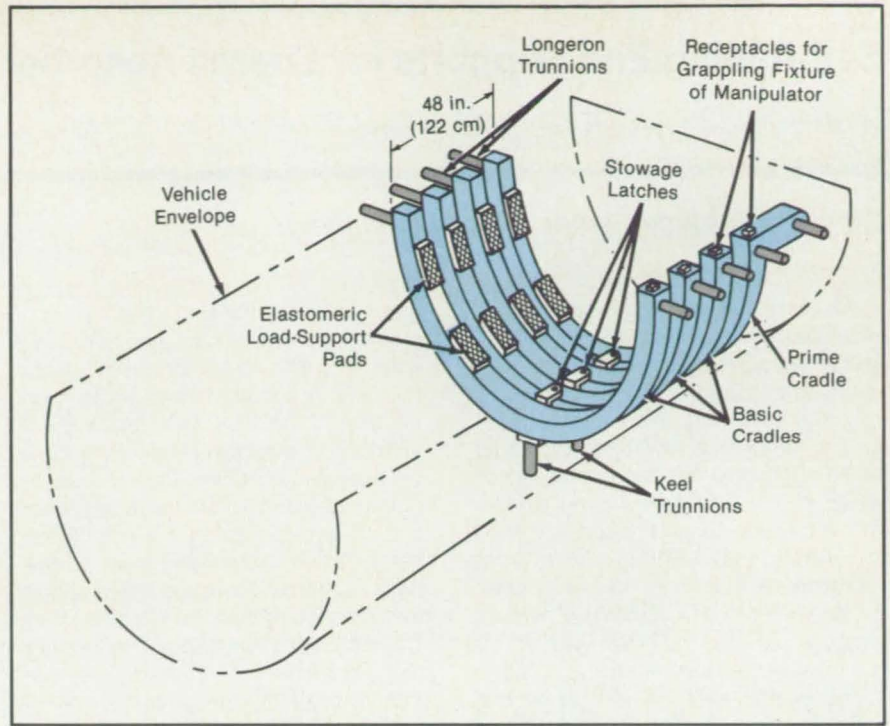 Longeron
Trunnions
Receptacles for
Grappling Fixture
of Manipulator
48 in.
(122 cm)
Stowage
Latches
Vehicle
Envelope
Elastomeric
Load-Support
Pads
Prime
Cradle
Basic
Cradles
Keel
Trunnions